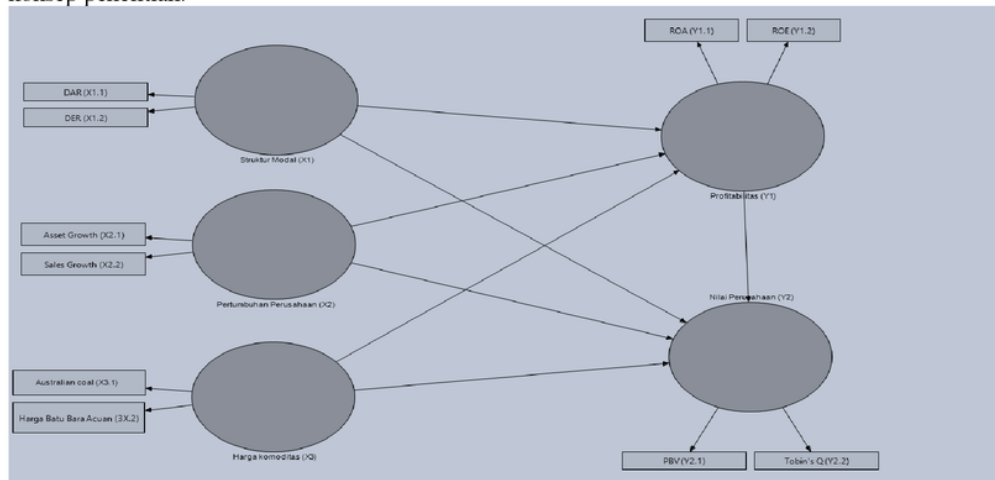 konsep penelitian.
ROA (Y1.1)
ROE (Y1.2)
DAR (X1.1)
DER (X1.2)
Struktur Modal (X1)
Profitabilitas (Y1)
Asset Growth (X2.1)
Sales Growth (X2.2)
Pertumbuhan Perusahaan (X2)
Nilai Perusahaan (Y2)
Australian coal (X3.1)
Harga Batu Bara Acuan (3X.2)
Harga komoditas (X3)
PBV (Y2.1)
Tobin's Q (Y2.2)